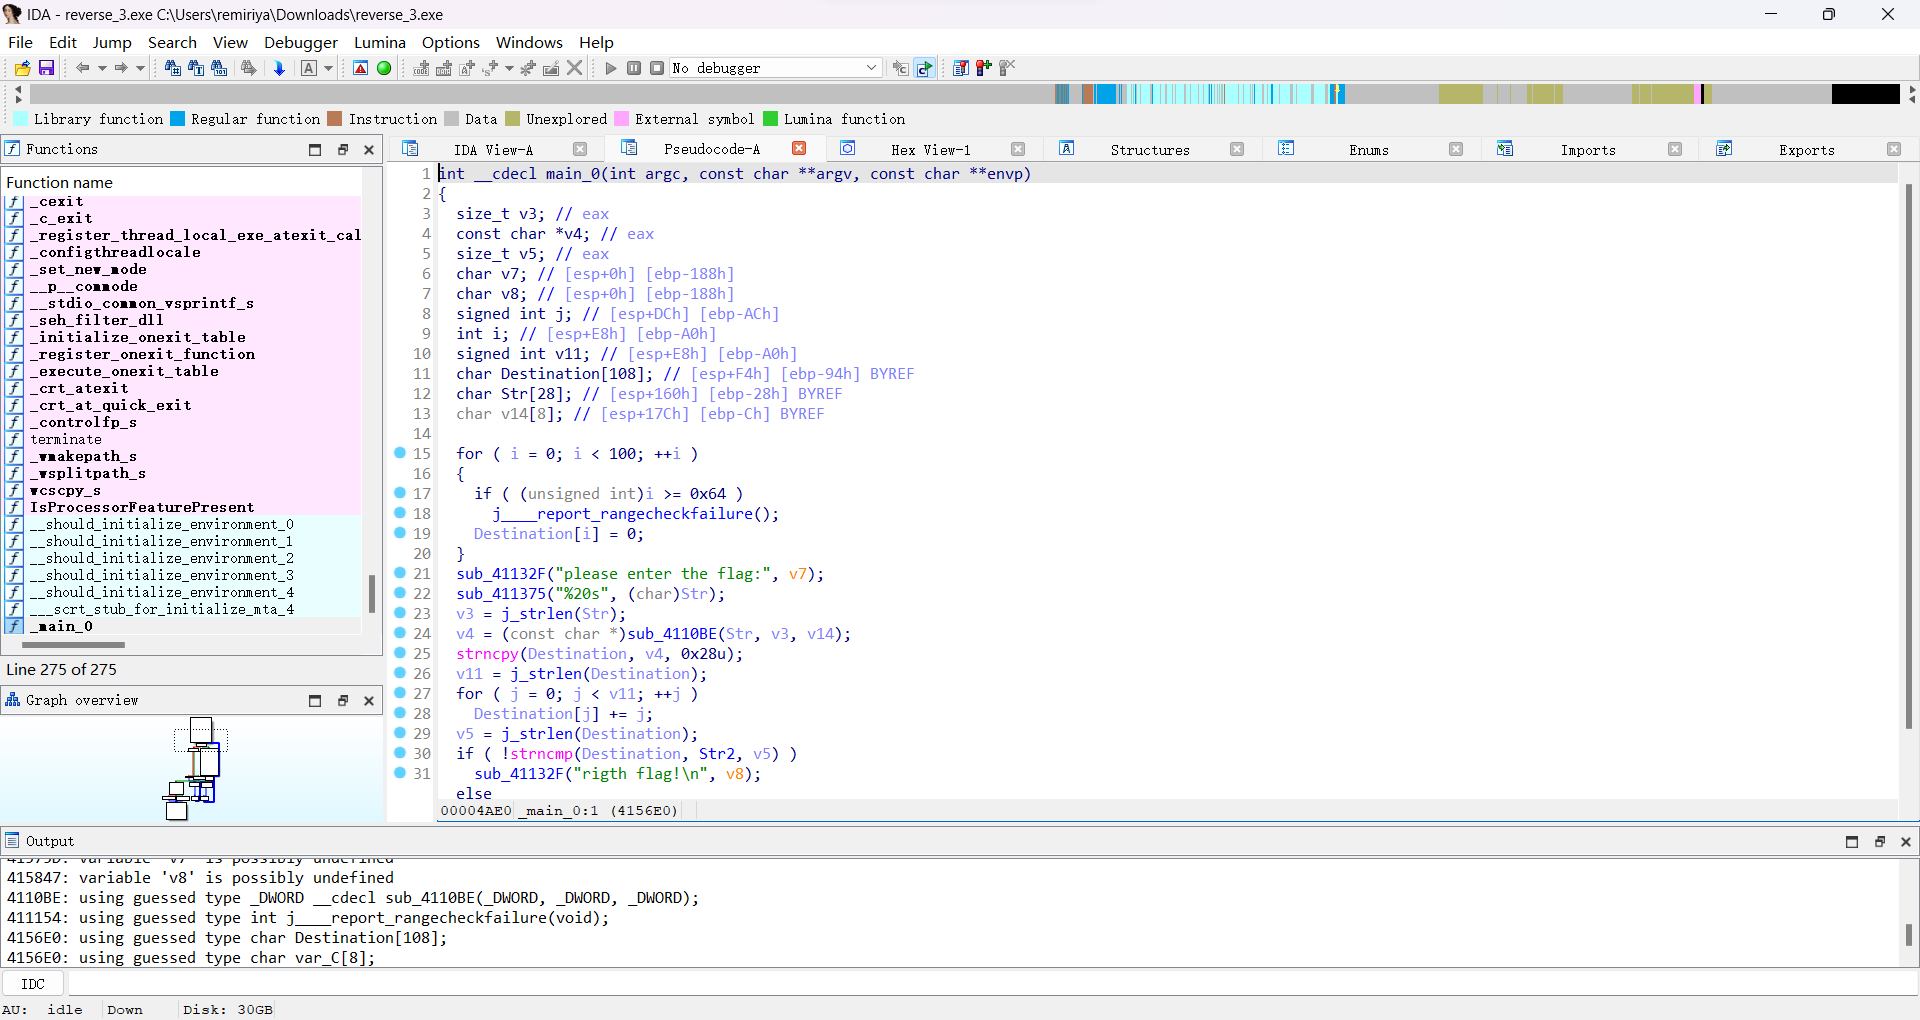 IDA - reverse_3.exe C:\Users\remiriya\Downloads\reverse_3.exe
File Edit Jump Search View Debugger Lumina Options Windows Help
No debugger
Library function Regular function Instruction Data Unexplored External symbol Lumina function
Functions
IDA View-A Pseudocode-A Hex View-1 Structures Enums Imports Exports
Function name
_cexit
_c_exit
_register_thread_local_exe_atexit_cal
_configthreadlocale
_set_new_mode
__p__commode
__stdio_common_vsprintf_s
_seh_filter_dll
_initialize_onexit_table
_register_onexit_function
_execute_onexit_table
_crt_atexit
_crt_at_quick_exit
_controlfp_s
terminate
_wmakepath_s
_wsplitpath_s
wcscpy_s
IsProcessorFeaturePresent
__should_initialize_environment_0
__should_initialize_environment_1
__should_initialize_environment_2
__should_initialize_environment_3
__should_initialize_environment_4
___scrt_stub_for_initialize_mta_4
_main_0
Line 275 of 275
Graph overview
1 int __cdecl main_0(int argc, const char **argv, const char **envp)
2 {
3 size_t v3; // eax
4 const char *v4; // eax
5 size_t v5; // eax
6 char v7; // [esp+0h] [ebp-188h]
7 char v8; // [esp+0h] [ebp-188h]
8 signed int j; // [esp+DCh] [ebp-ACh]
9 int i; // [esp+E8h] [ebp-A0h]
10 signed int v11; // [esp+E8h] [ebp-A0h]
11 char Destination[108]; // [esp+F4h] [ebp-94h] BYREF
12 char Str[28]; // [esp+160h] [ebp-28h] BYREF
13 char v14[8]; // [esp+17Ch] [ebp-Ch] BYREF
14
15 for ( i = 0; i < 100; ++i )
16 {
17 if ( (unsigned int)i >= 0x64 )
18 j____report_rangecheckfailure();
19 Destination[i] = 0;
20 }
21 sub_41132F("please enter the flag:", v7);
22 sub_411375("%20s", (char)Str);
23 v3 = j_strlen(Str);
24 v4 = (const char *)sub_4110BE(Str, v3, v14);
25 strncpy(Destination, v4, 0x28u);
26 v11 = j_strlen(Destination);
27 for ( j = 0; j < v11; ++j )
28 Destination[j] += j;
29 v5 = j_strlen(Destination);
30 if ( !strncmp(Destination, Str2, v5) )
31 sub_41132F("rigth flag!\n", v8);
else
00004AE0 _main_0:1 (4156E0)
Output
41573D: variable 'v7' is possibly undefined
415847: variable 'v8' is possibly undefined
4110BE: using guessed type _DWORD __cdecl sub_4110BE(_DWORD, _DWORD, _DWORD);
411154: using guessed type int j____report_rangecheckfailure(void);
4156E0: using guessed type char Destination[108];
4156E0: using guessed type char var_C[8];
IDC
AU: idle Down Disk: 30GB